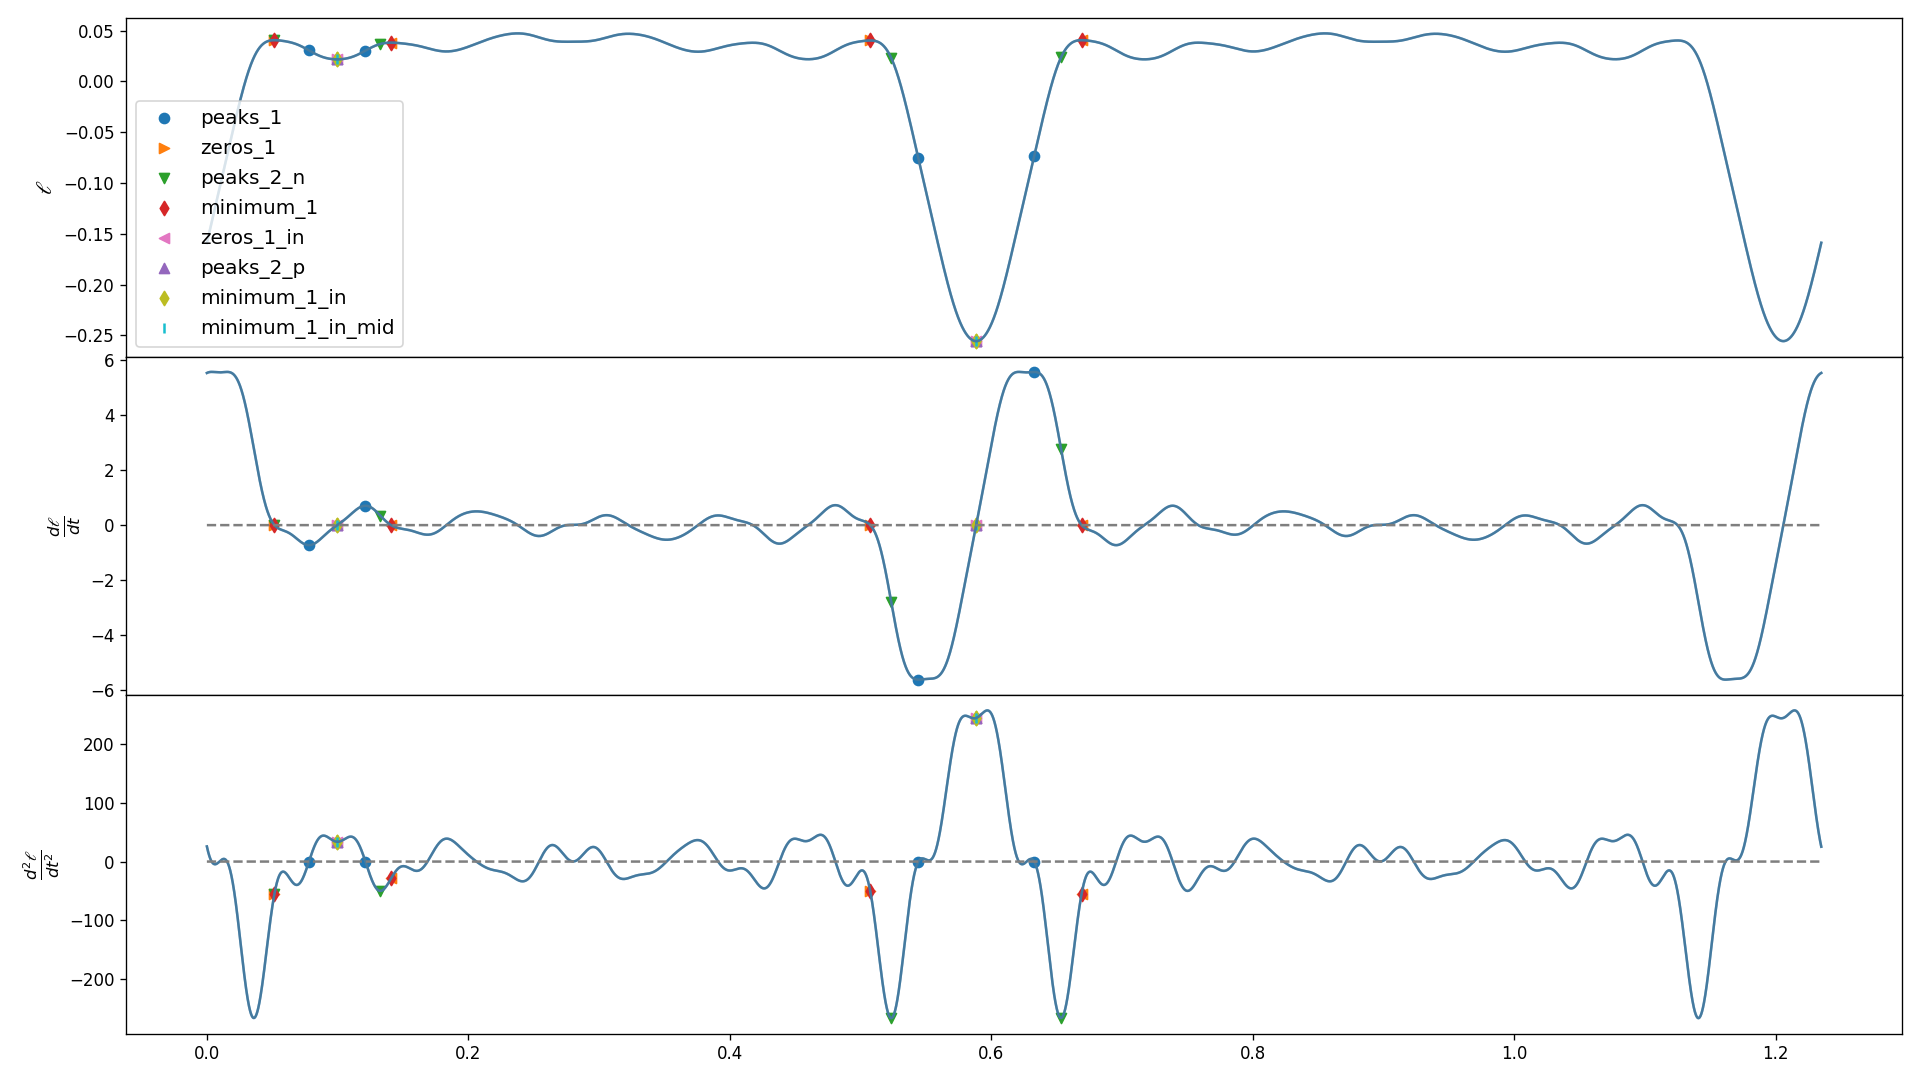 0.05
0.00
−0.05
−0.10
−0.15
−0.20
−0.25
ℓ
peaks_1
zeros_1
peaks_2_n
minimum_1
zeros_1_in
peaks_2_p
minimum_1_in
minimum_1_in_mid
6
4
2
0
−2
−4
−6
dℓ
dt
200
100
0
−100
−200
d²ℓ
dt²
0.0 0.2 0.4 0.6 0.8 1.0 1.2